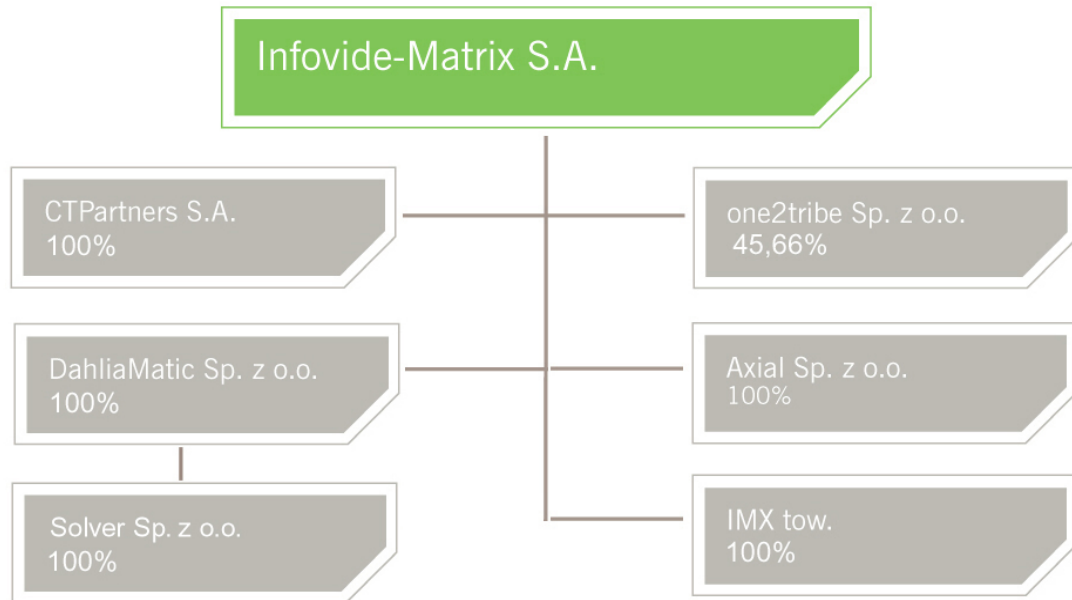 Infovide-Matrix S.A.
CTPartners S.A.
100%
one2tribe Sp. z o.o.
45,66%
DahliaMatic Sp. z o.o.
100%
Axial Sp. z o.o.
100%
Solver Sp. z o.o.
100%
IMX tow.
100%